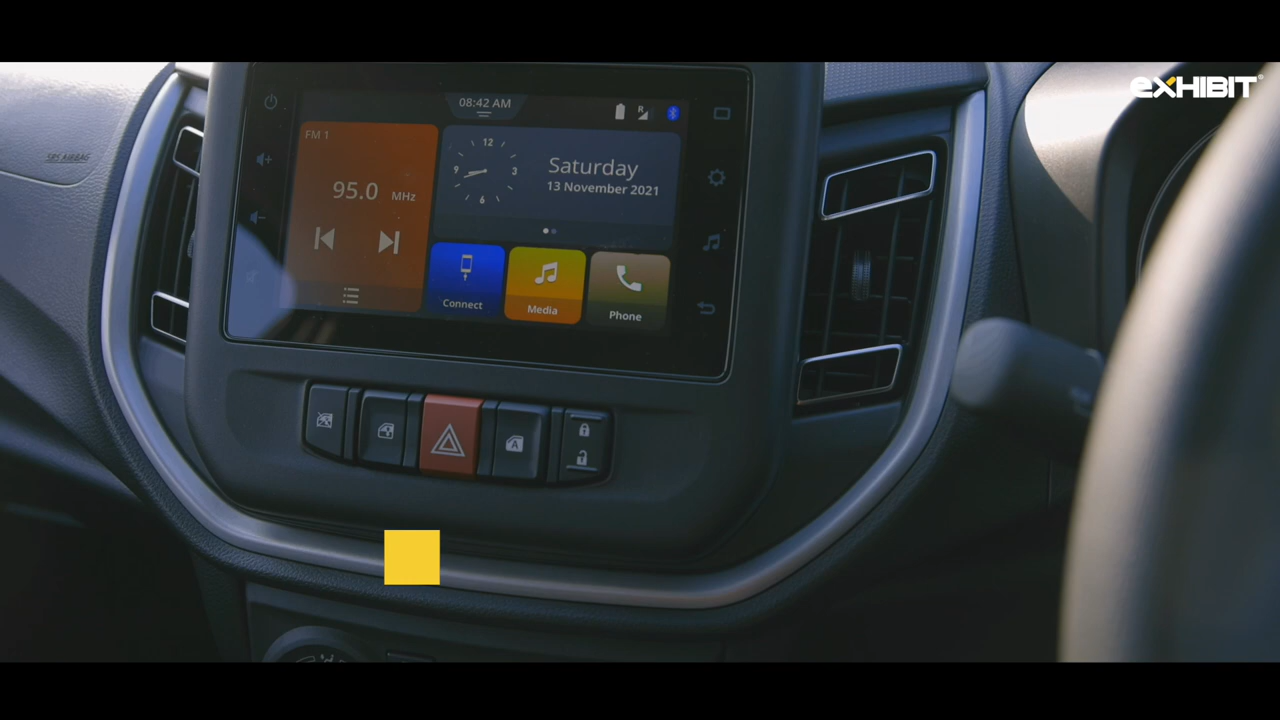 EXHIBIT®
08:42 AM
R
FM 1
12
9
3
6
Saturday
13 November 2021
95.0 MHz
SRS AIRBAG
Connect
Media
Phone
A